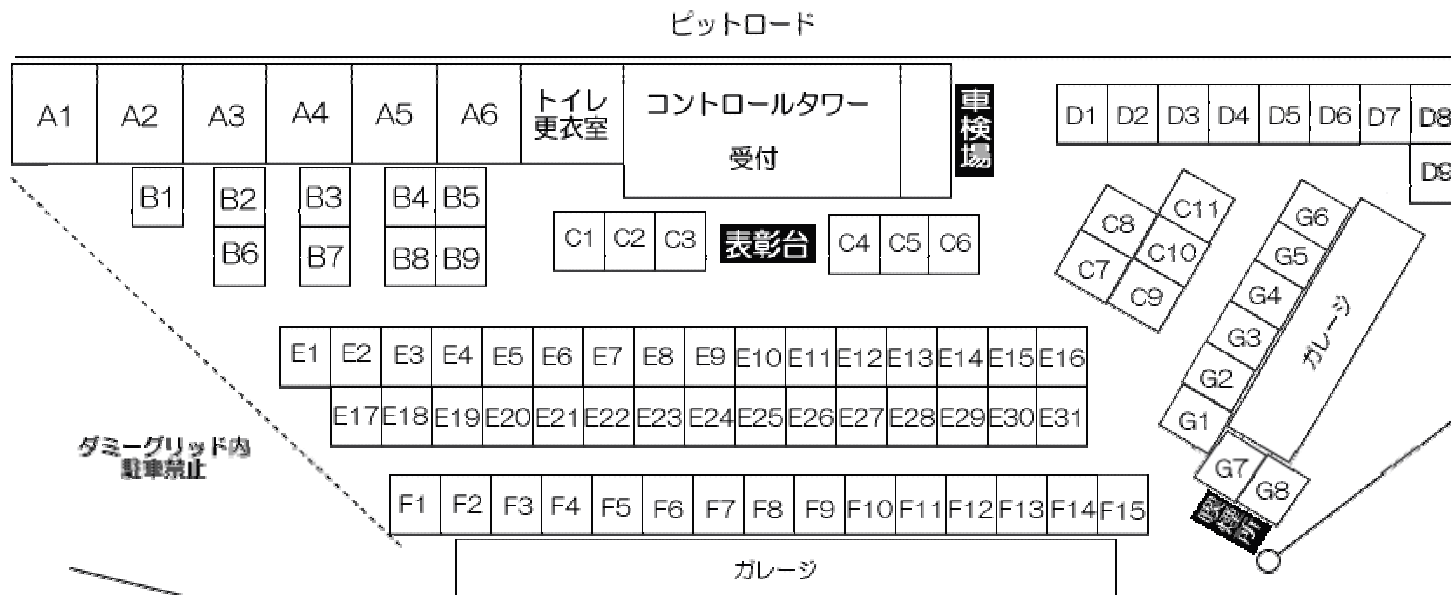 ピットロード
A1 A2 A3 A4 A5 A6
トイレ
更衣室
コントロールタワー
受付
車検場
D1 D2 D3 D4 D5 D6 D7 D8
D9
B1 B2 B3 B4 B5
B6 B7 B8 B9
C1 C2 C3
表彰台
C4 C5 C6
C8 C11
C7 C10
C9
G6
G5
G4
G3
G2
G1
ガレージ
G7 G8
E1 E2 E3 E4 E5 E6 E7 E8 E9 E10 E11 E12 E13 E14 E15 E16
E17 E18 E19 E20 E21 E22 E23 E24 E25 E26 E27 E28 E29 E30 E31
ダミーグリッド内
駐車禁止
F1 F2 F3 F4 F5 F6 F7 F8 F9 F10 F11 F12 F13 F14 F15
ガレージ